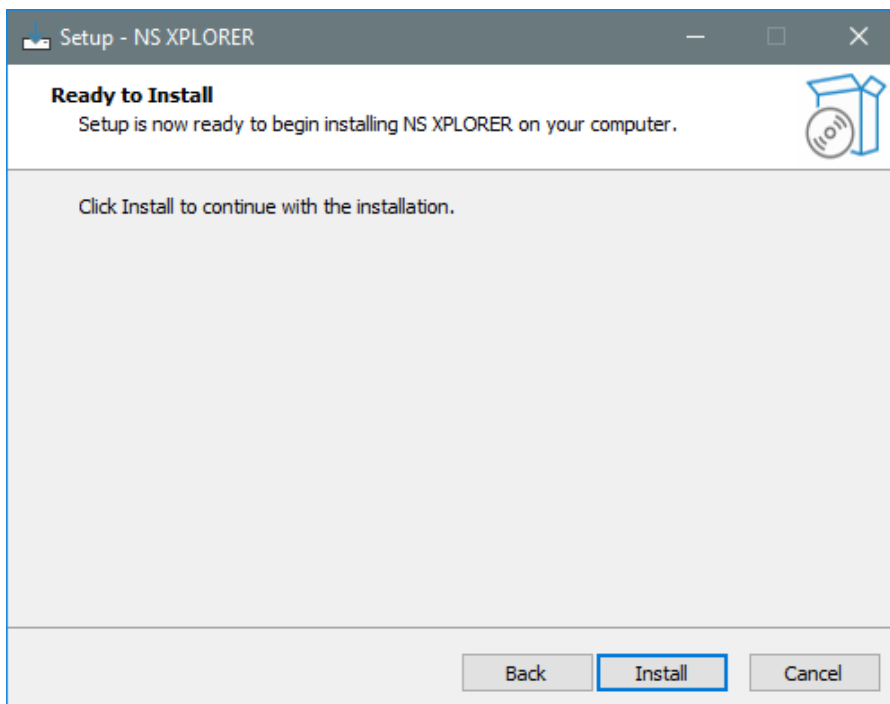 Setup - NS XPLORER
Ready to Install
Setup is now ready to begin installing NS XPLORER on your computer.
Click Install to continue with the installation.
Back
Install
Cancel